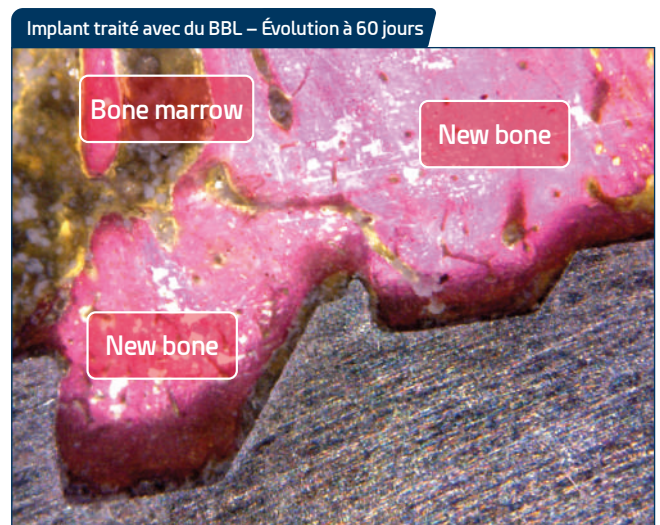 Implant traité avec du BBL – Évolution à 60 jours
Bone marrow
New bone
New bone